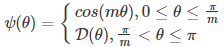 ψ(θ) = { cos(mθ), 0 ≤ θ ≤ π/m
𝒟(θ), π/m < θ ≤ π